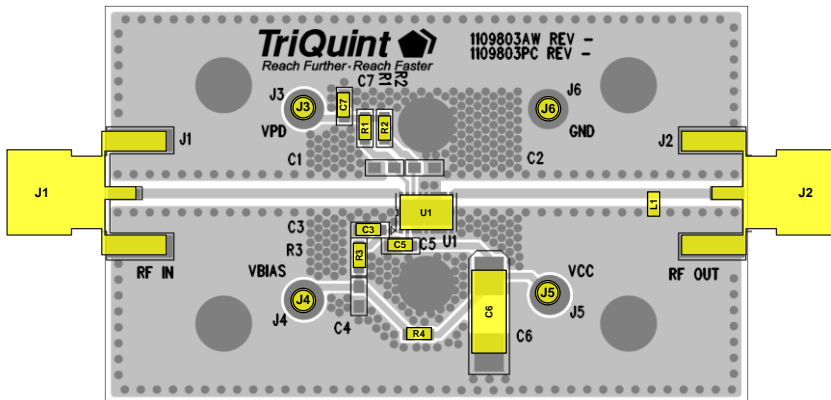 TriQuint
Reach Further · Reach Faster
1109803AW REV -
1109803PC REV -
C7
R1
R2
J3
J3
VPD
C7
R1
R2
J6
J6
GND
J1
J2
C1
C2
J1
J2
L1
U1
C3
C3
C5
C5
U1
R3
R3
RF IN
VBIAS
VCC
RF OUT
J4
J4
J5
J5
C4
R4
C6
C6